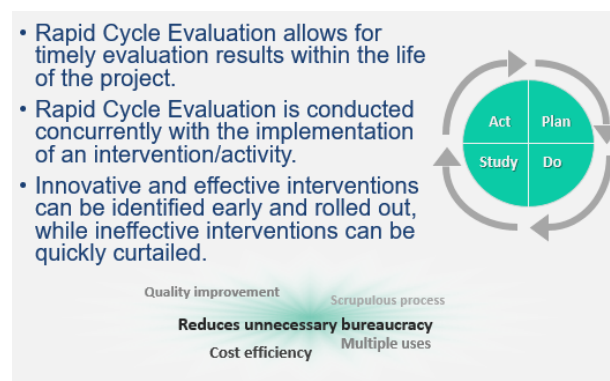 • Rapid Cycle Evaluation allows for
timely evaluation results within the life
of the project.
• Rapid Cycle Evaluation is conducted
concurrently with the implementation
of an intervention/activity.
• Innovative and effective interventions
can be identified early and rolled out,
while ineffective interventions can be
quickly curtailed.
Act
Plan
Study
Do
Quality improvement
Scrupulous process
Reduces unnecessary bureaucracy
Multiple uses
Cost efficiency